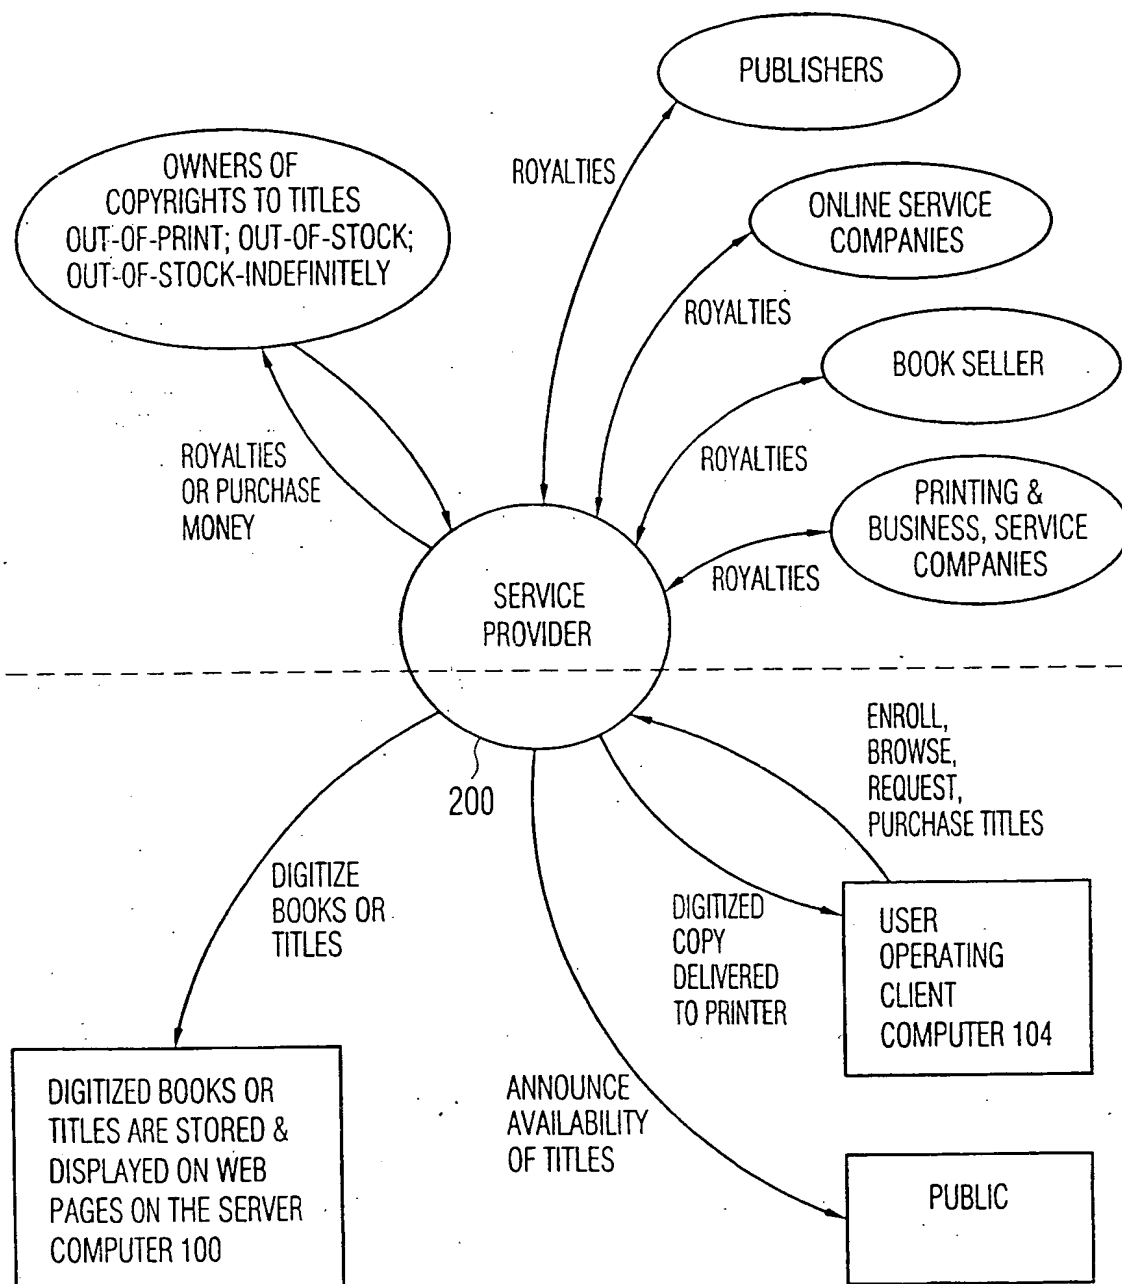 PUBLISHERS
OWNERS OF
COPYRIGHTS TO TITLES
OUT-OF-PRINT; OUT-OF-STOCK;
OUT-OF-STOCK-INDEFINITELY
ROYALTIES
ONLINE SERVICE
COMPANIES
ROYALTIES
BOOK SELLER
ROYALTIES
OR PURCHASE
MONEY
ROYALTIES
PRINTING &
BUSINESS, SERVICE
COMPANIES
ROYALTIES
SERVICE
PROVIDER
200
ENROLL,
BROWSE,
REQUEST,
PURCHASE TITLES
DIGITIZE
BOOKS OR
TITLES
DIGITIZED
COPY
DELIVERED
TO PRINTER
USER
OPERATING
CLIENT
COMPUTER 104
DIGITIZED BOOKS OR
TITLES ARE STORED &
DISPLAYED ON WEB
PAGES ON THE SERVER
COMPUTER 100
ANNOUNCE
AVAILABILITY
OF TITLES
PUBLIC